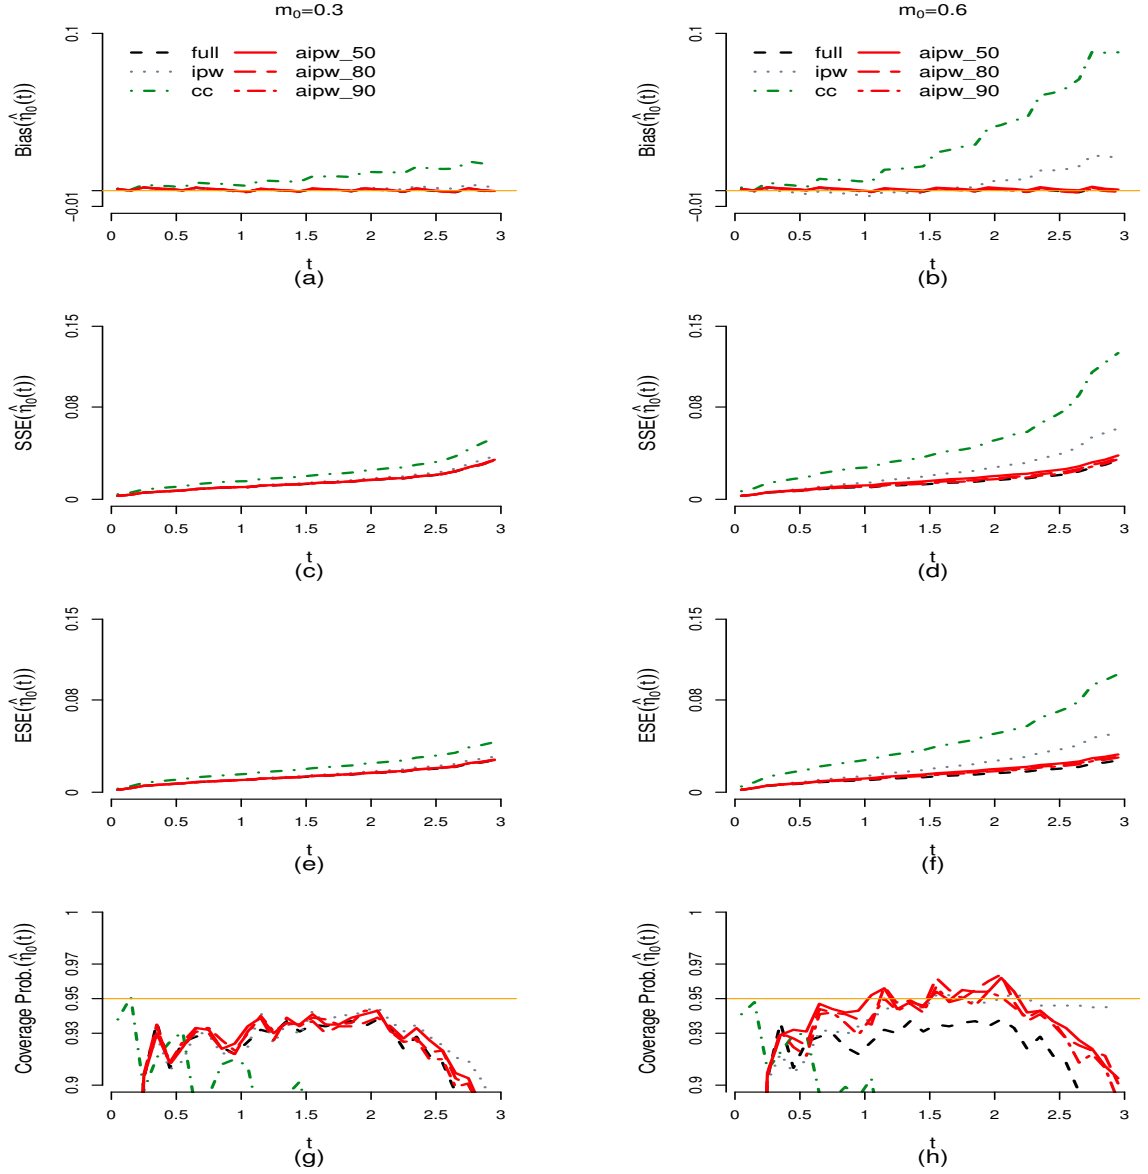 m₀=0.3
m₀=0.6
Bias(η̂₀(t))
0.1
-0.01
full
ipw
cc
aipw_50
aipw_80
aipw_90
0 0.5 1 1.5 2 2.5 3
t
(a)
Bias(η̂₀(t))
0.1
-0.01
full
ipw
cc
aipw_50
aipw_80
aipw_90
0 0.5 1 1.5 2 2.5 3
t
(b)
SSE(η̂₀(t))
0.15
0.08
0
0 0.5 1 1.5 2 2.5 3
t
(c)
SSE(η̂₀(t))
0.15
0.08
0
0 0.5 1 1.5 2 2.5 3
t
(d)
ESE(η̂₀(t))
0.15
0.08
0
0 0.5 1 1.5 2 2.5 3
t
(e)
ESE(η̂₀(t))
0.15
0.08
0
0 0.5 1 1.5 2 2.5 3
t
(f)
Coverage Prob.(η̂₀(t))
1
0.97
0.95
0.93
0.9
0 0.5 1 1.5 2 2.5 3
t
(g)
Coverage Prob.(η̂₀(t))
1
0.97
0.95
0.93
0.9
0 0.5 1 1.5 2 2.5 3
t
(h)